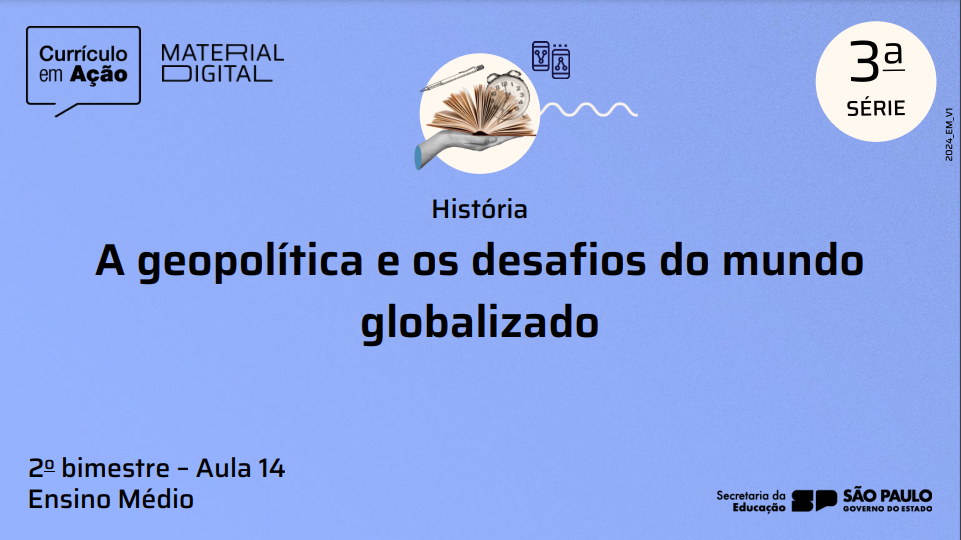 Currículo
em Ação
MATERIAL
DIGITAL
3ª
SÉRIE
2024_EM_V1
História
A geopolítica e os desafios do mundo
globalizado
2º bimestre – Aula 14
Ensino Médio
Secretaria da
Educação
SP
SÃO PAULO
GOVERNO DO ESTADO